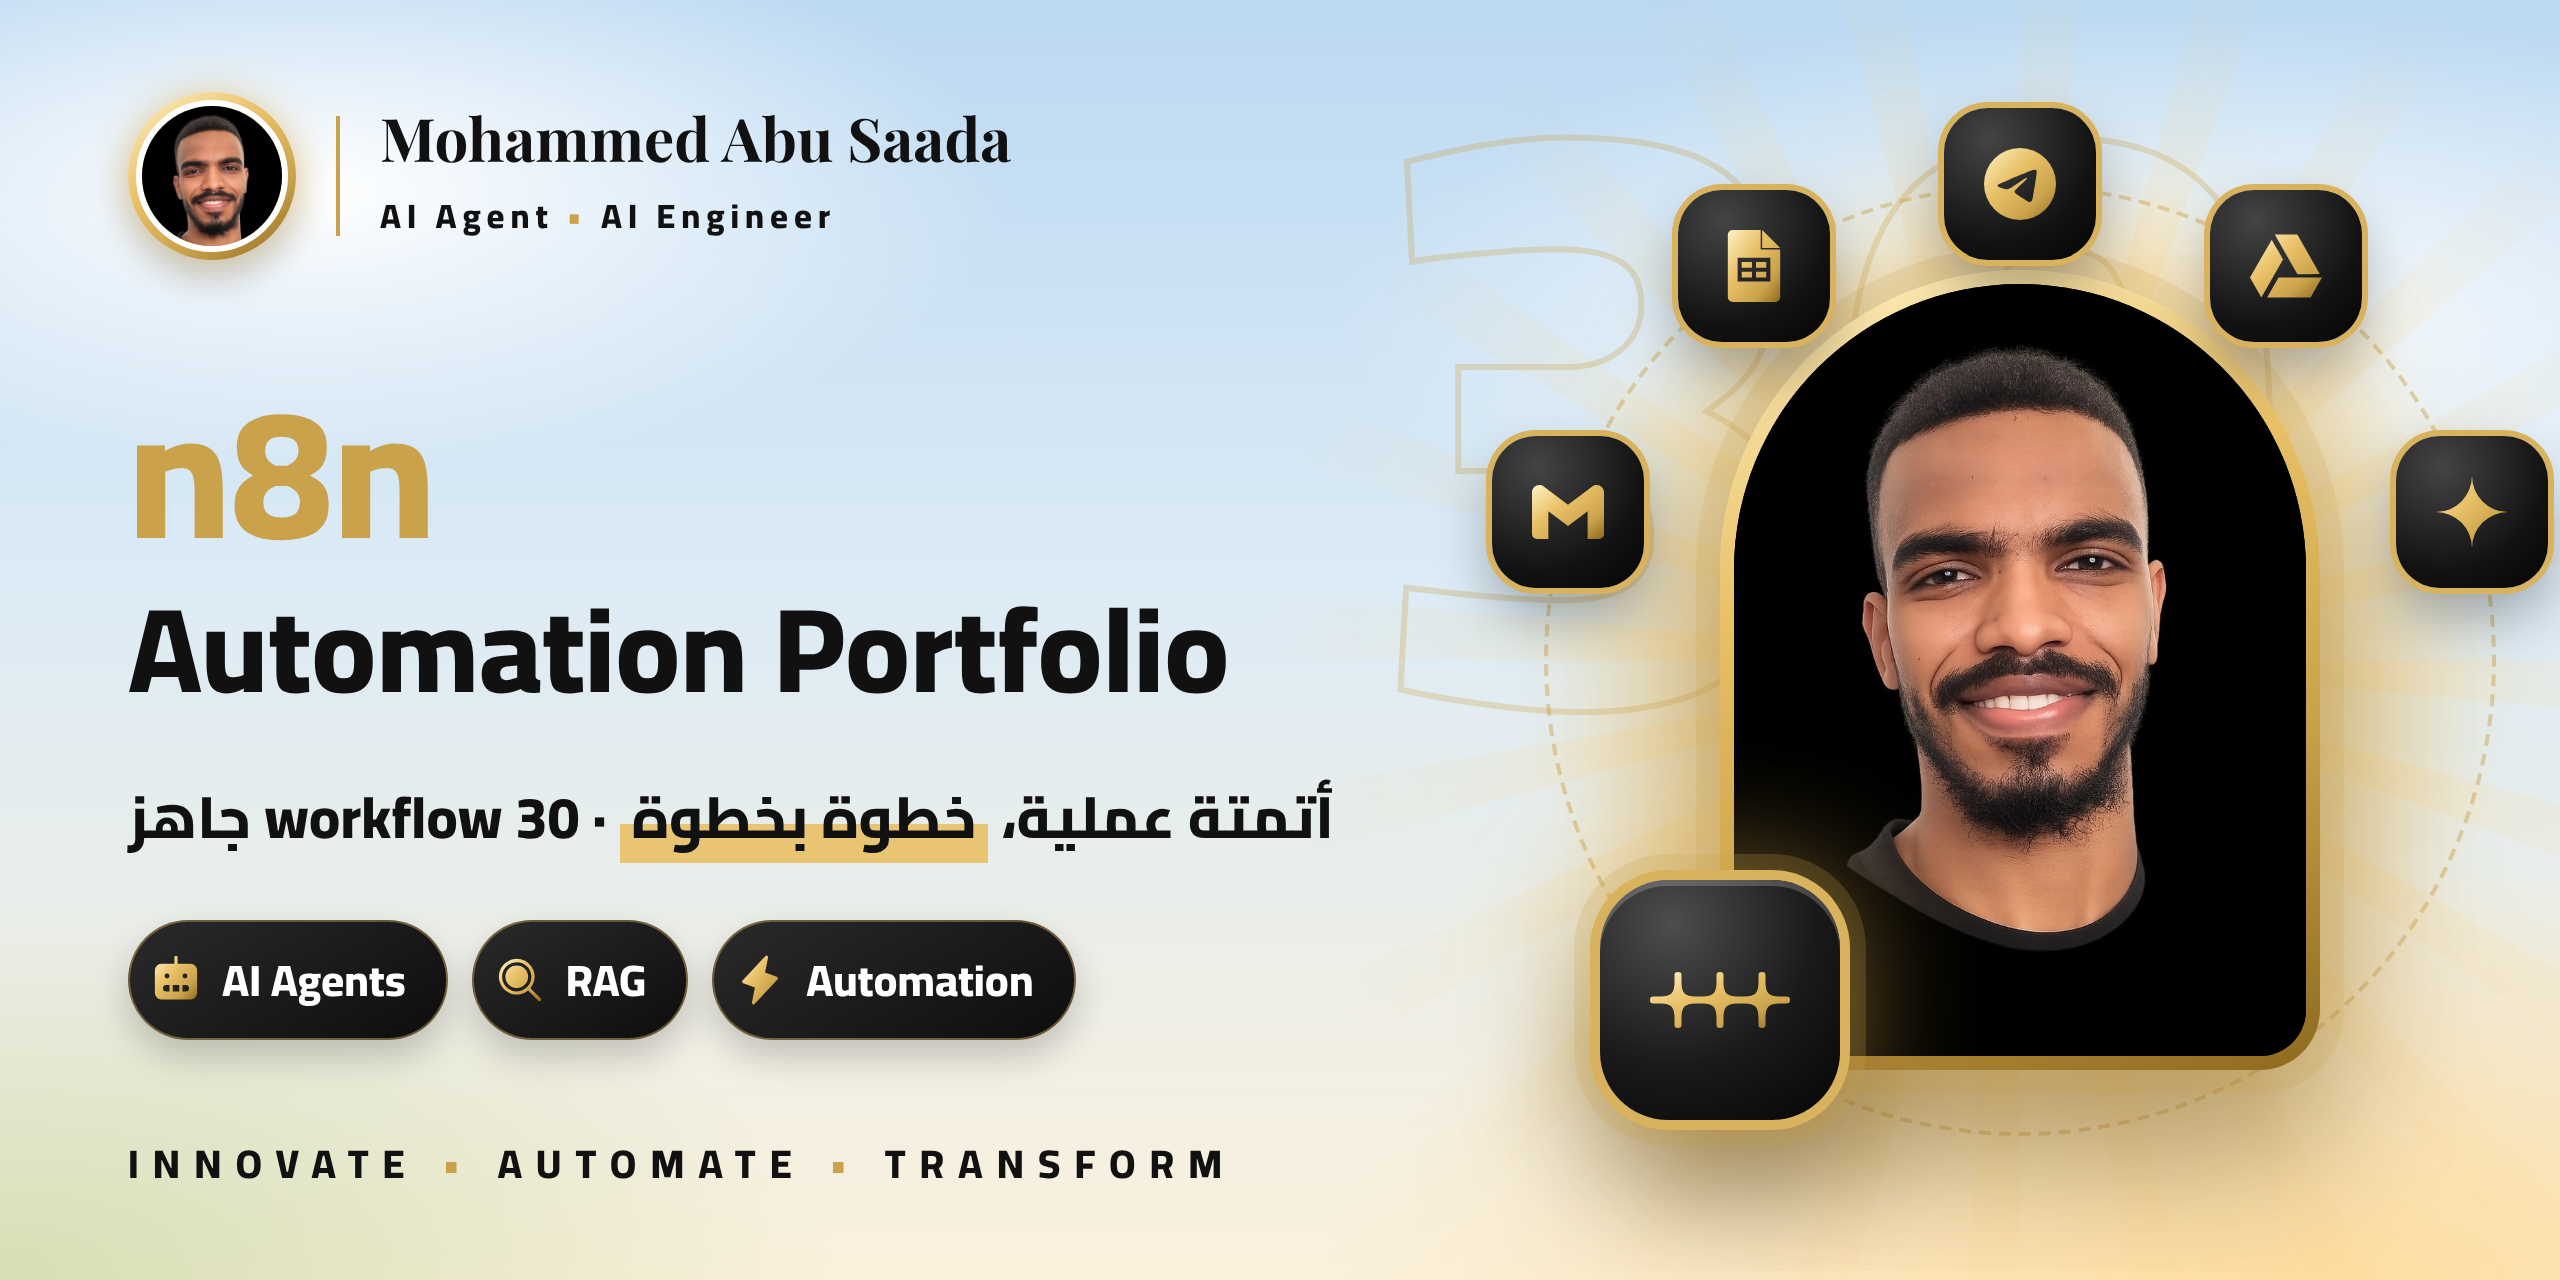 Mohammed Abu Saada
AI Agent ▪ AI Engineer
30
n8n
Automation Portfolio
أتمتة عملية، خطوة بخطوة · 30 workflow جاهز
AI Agents
RAG
Automation
INNOVATE ▪ AUTOMATE ▪ TRANSFORM